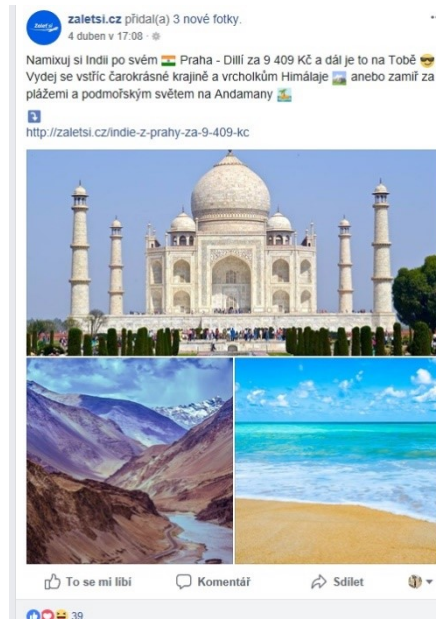 Zaletsi
zaletsi.cz přidal(a) 3 nové fotky.
4 duben v 17:08 ·
Namixuj si Indii po svém 🇮🇳 Praha - Dillí za 9 409 Kč a dál je to na Tobě 😎
Vydej se vstříc čarokrásné krajině a vrcholkům Himálaje 🏔️ anebo zamiř za
plážemi a podmořským světem na Andamany 🏝️
⤵️
http://zaletsi.cz/indie-z-prahy-za-9-409-kc
To se mi líbí Komentář Sdílet
39